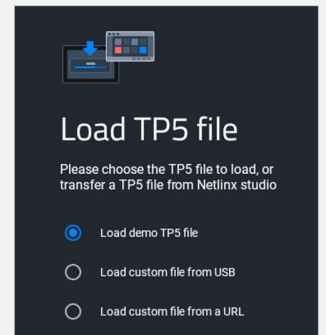 Load TP5 file
Please choose the TP5 file to load, or
transfer a TP5 file from Netlinx studio
Load demo TP5 file
Load custom file from USB
Load custom file from a URL